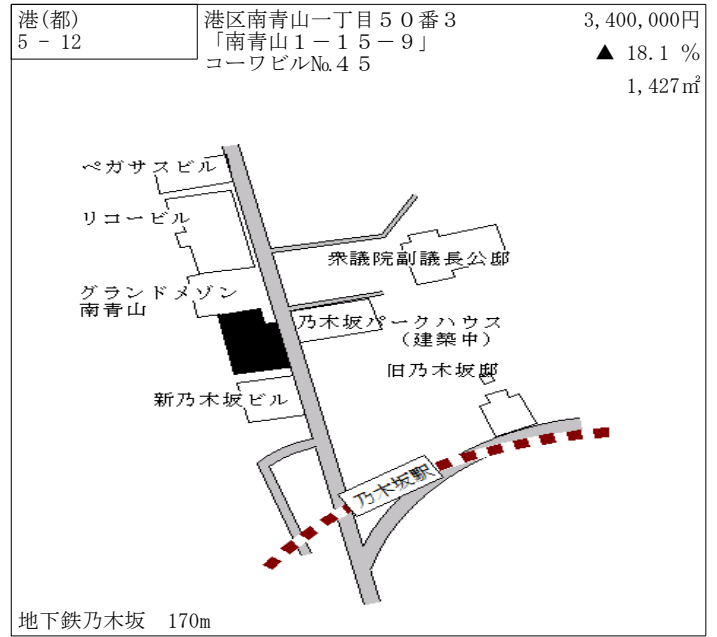 港(都)
5 - 12
港区南青山一丁目５０番３
「南青山１－１５－９」
コーワビル№４５
3,400,000円
▲ 18.1 %
1,427㎡
ペガサスビル
リコービル
衆議院副議長公邸
グランドメゾン
南青山
乃木坂パークハウス
(建築中)
旧乃木坂邸
新乃木坂ビル
乃木坂駅
地下鉄乃木坂　170m